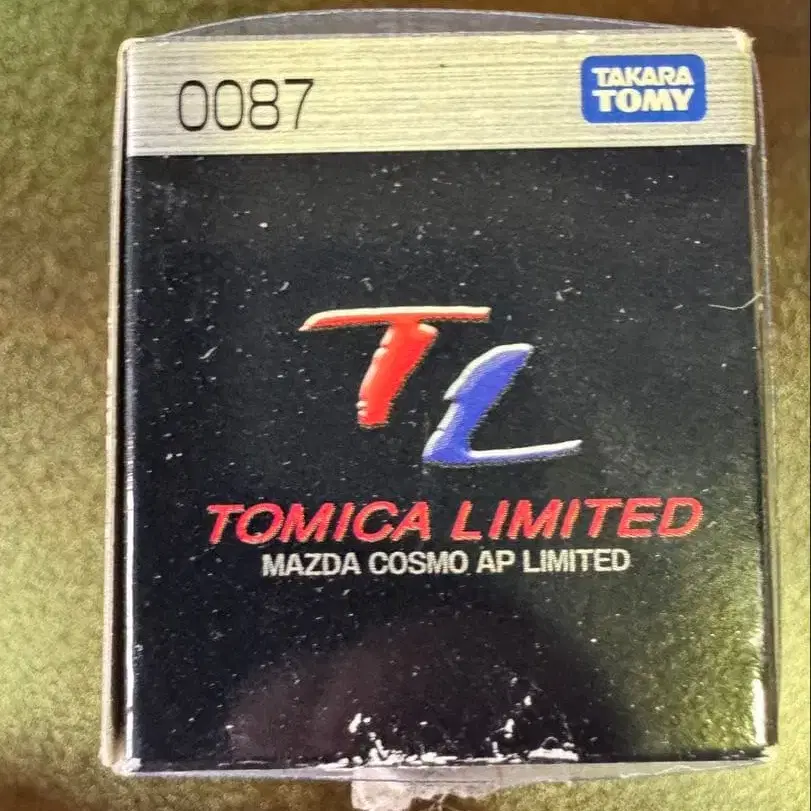 0087
TAKARA
TOMY
TL
TOMICA LIMITED
MAZDA COSMO AP LIMITED